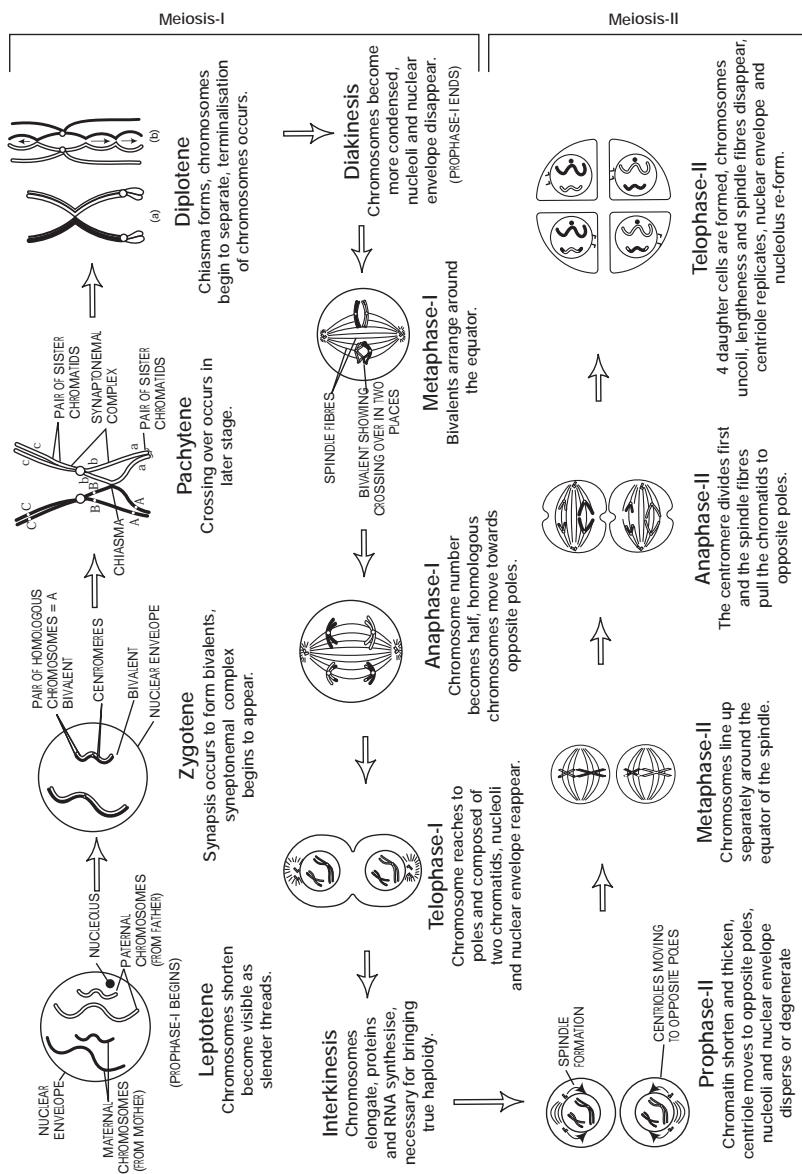 Meiosis-I
NUCLEAR
ENVELOPE
MATERNAL
CHROMOSOMES
(FROM MOTHER)
NUCLEOUS
PATERNAL
CHROMOSOMES
(FROM FATHER)
(PROPHASE-I BEGINS)
Leptotene
Chromosomes shorten
become visible as
slender threads.
PAIR OF HOMOLOGOUS
CHROMOSOMES = A
BIVALENT
CENTROMERES
BIVALENT
NUCLEAR ENVELOPE
Zygotene
Synapsis occurs to form bivalents,
syneptonemal complex
begins to appear.
C C
c c
B B
b b
A A
a a
PAIR OF SISTER
CHROMATIDS
SYNAPTONEMAL
COMPLEX
PAIR OF SISTER
CHROMATIDS
CHIASMA
Pachytene
Crossing over occurs in
later stage.
(a)
(b)
Diplotene
Chiasma forms, chromosomes
begin to separate, terminalisation
of chromosomes occurs.
Diakinesis
Chromosomes become
more condensed,
nucleoli and nuclear
envelope disappear.
(PROPHASE-I ENDS)
SPINDLE FIBRES
BIVALENT SHOWING
CROSSING OVER IN TWO
PLACES
Metaphase-I
Bivalents arrange around
the equator.
Anaphase-I
Chromosome number
becomes half, homologous
chromosomes move towards
opposite poles.
Telophase-I
Chromosome reaches to
poles and composed of
two chromatids, nucleoli
and nuclear envelope reappear.
Interkinesis
Chromosomes
elongate, proteins
and RNA synthesise,
necessary for bringing
true haploidy.
Meiosis-II
SPINDLE
FORMATION
CENTRIOLES MOVING
TO OPPOSITE POLES
Prophase-II
Chromatin shorten and thicken,
centriole moves to opposite poles,
nucleoli and nuclear envelope
disperse or degenerate
Metaphase-II
Chromosomes line up
separately around the
equator of the spindle.
Anaphase-II
The centromere divides first
and the spindle fibres
pull the chromatids to
opposite poles.
Telophase-II
4 daughter cells are formed, chromosomes
uncoil, lengtheness and spindle fibres disappear,
centriole replicates, nuclear envelope and
nucleolus re-form.